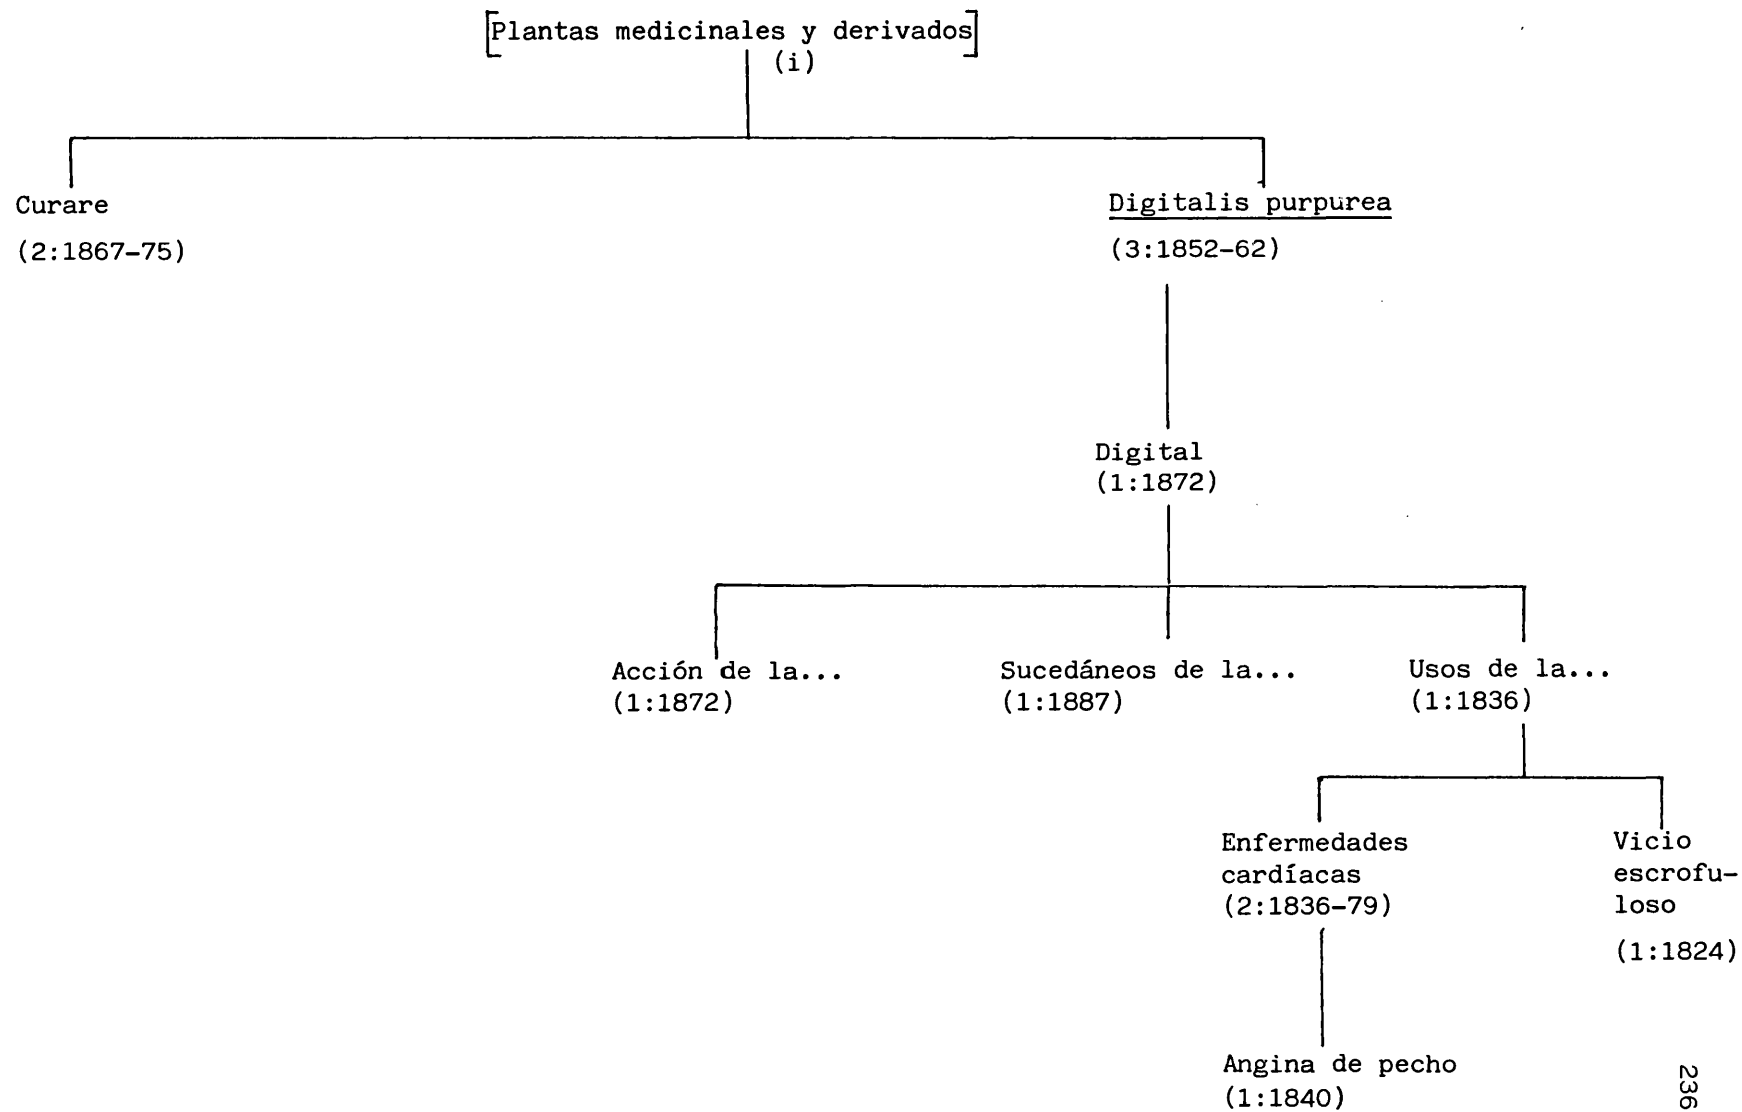 [Plantas medicinales y derivados]
(i)
Curare
(2:1867-75)
Digitalis purpurea
(3:1852-62)
Digital
(1:1872)
Acción de la...
(1:1872)
Sucedáneos de la...
(1:1887)
Usos de la...
(1:1836)
Enfermedades
cardíacas
(2:1836-79)
Vicio
escrofu-
loso
(1:1824)
Angina de pecho
(1:1840)
236